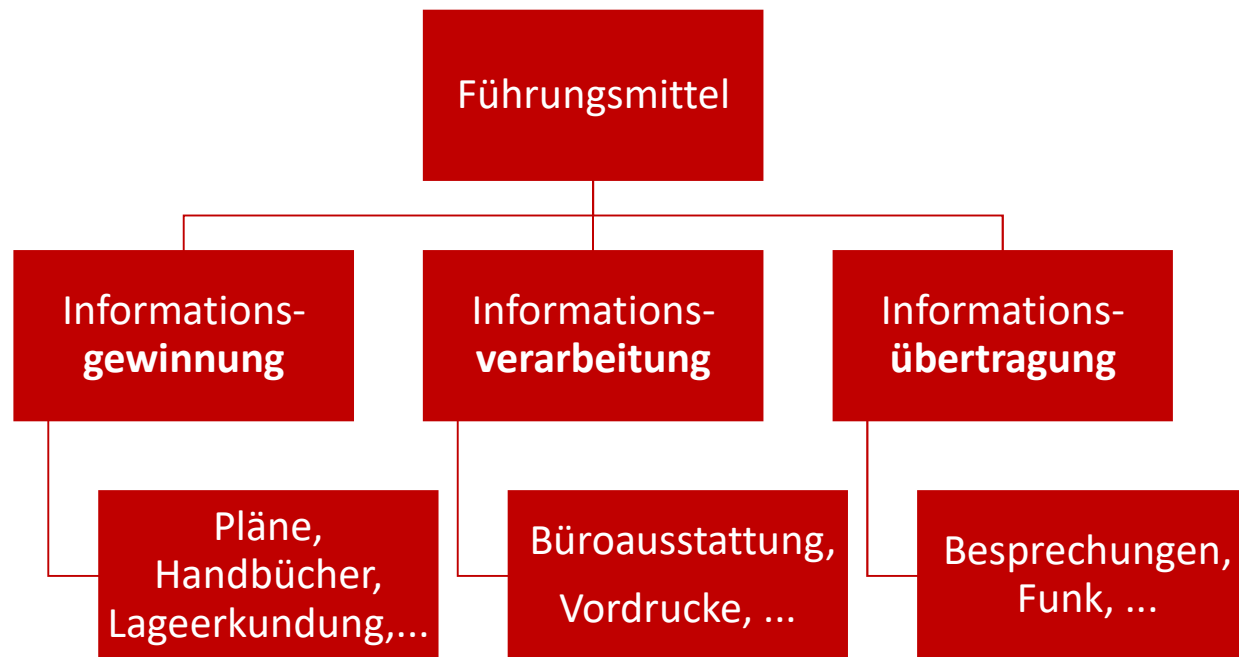 Führungsmittel
Informations-
gewinnung
Informations-
verarbeitung
Informations-
übertragung
Pläne,
Handbücher,
Lageerkundung,...
Büroausstattung,
Vordrucke, ...
Besprechungen,
Funk, ...